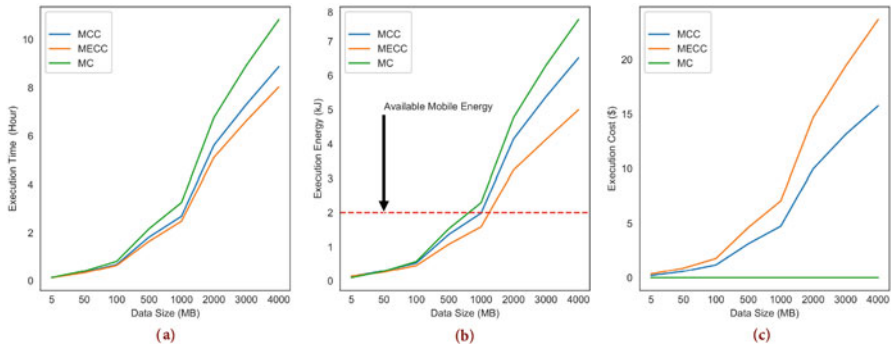 MCC
MECC
MC
Execution Time (Hour)
10
8
6
4
2
0
5 50 100 500 1000 2000 3000 4000
Data Size (MB)
(a)
MCC
MECC
MC
Available Mobile Energy
Execution Energy (kJ)
8
7
6
5
4
3
2
1
0
5 50 100 500 1000 2000 3000 4000
Data Size (MB)
(b)
MCC
MECC
MC
Execution Cost ($)
20
15
10
5
0
5 50 100 500 1000 2000 3000 4000
Data Size (MB)
(c)